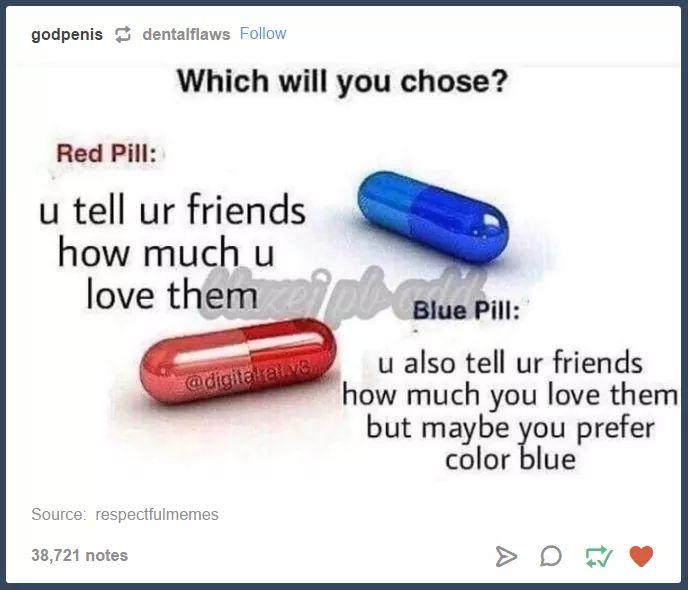 godpenis dentalflaws Follow
Which will you chose?
Red Pill:
u tell ur friends
how much u
love them
Blue Pill:
u also tell ur friends
how much you love them
but maybe you prefer
color blue
Source: respectfulmemes
38,721 notes